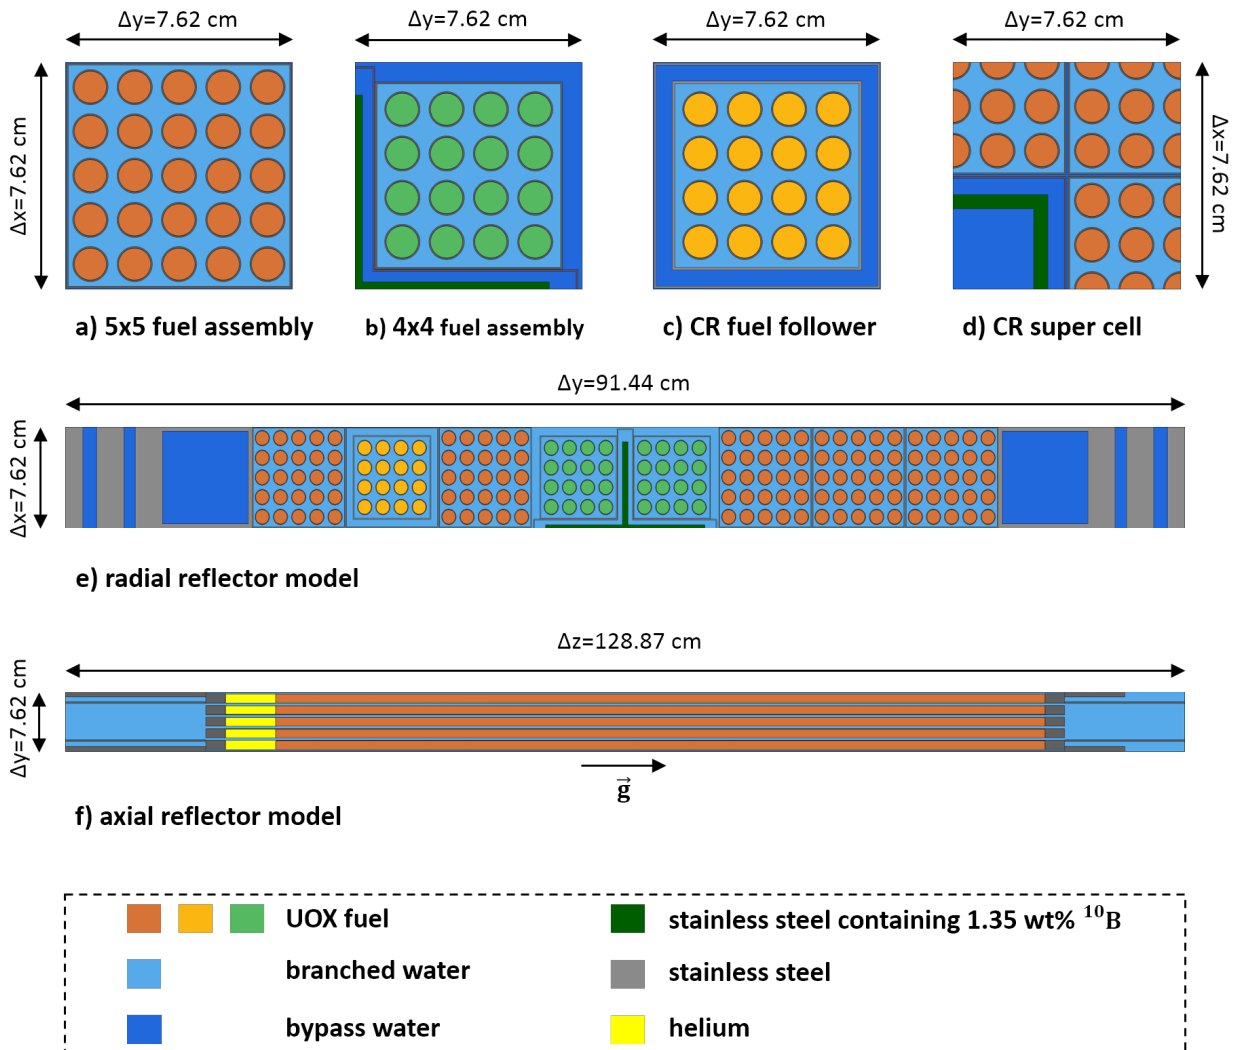 Δy=7.62 cm
Δy=7.62 cm
Δy=7.62 cm
Δy=7.62 cm
Δx=7.62 cm
Δx=7.62 cm
a) 5x5 fuel assembly
b) 4x4 fuel assembly
c) CR fuel follower
d) CR super cell
Δy=91.44 cm
Δx=7.62 cm
e) radial reflector model
Δz=128.87 cm
Δy=7.62 cm
g⃗
f) axial reflector model
UOX fuel
stainless steel containing 1.35 wt% ¹⁰B
branched water
stainless steel
bypass water
helium